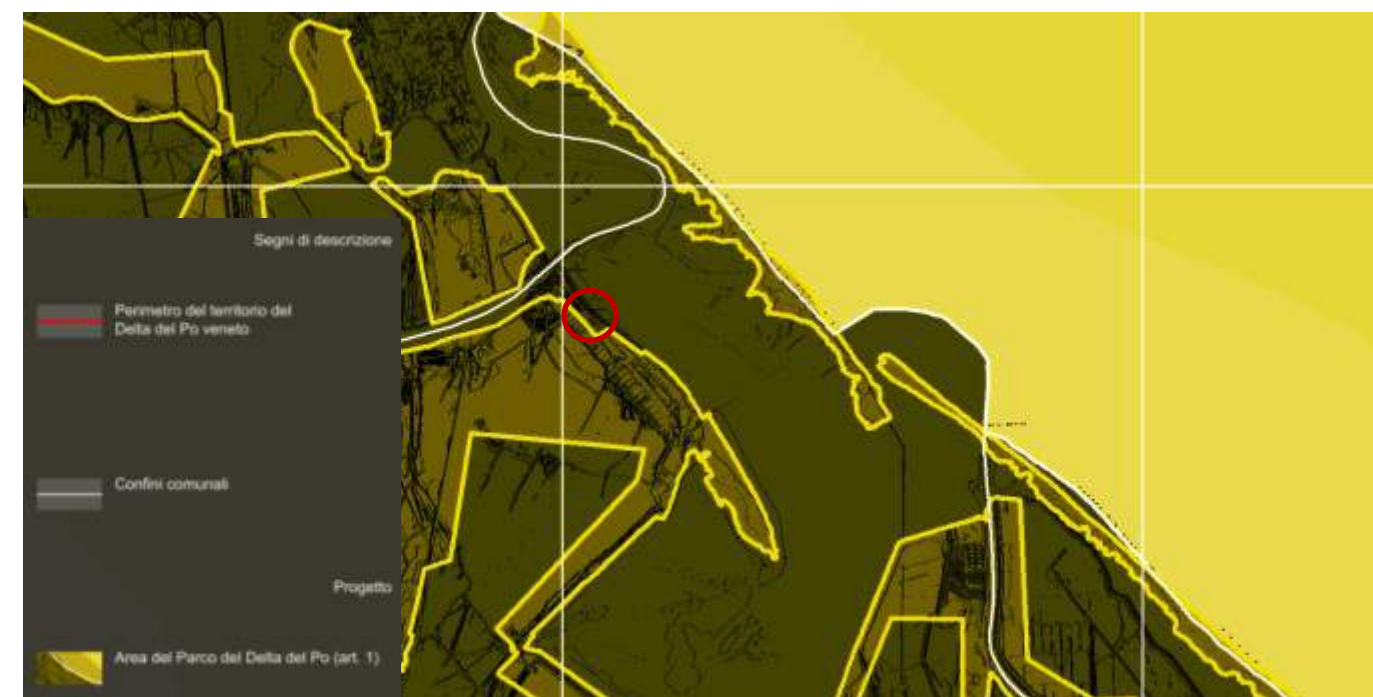 Segni di descrizione
Perimetro del territorio del
Delta del Po veneto
Confini comunali
Progetto
Area del Parco del Delta del Po (art. 1)